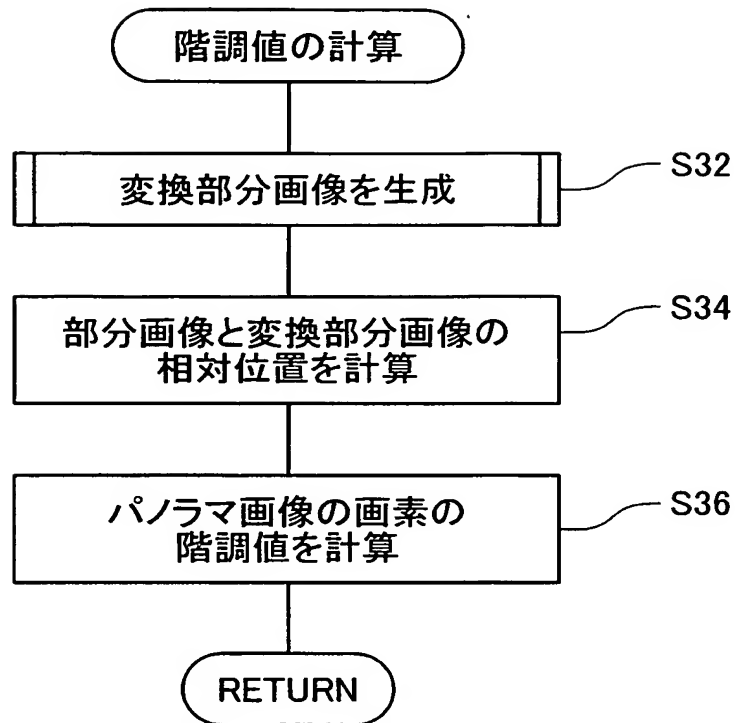 階調値の計算
変換部分画像を生成
S32
部分画像と変換部分画像の
相対位置を計算
S34
パノラマ画像の画素の
階調値を計算
S36
RETURN